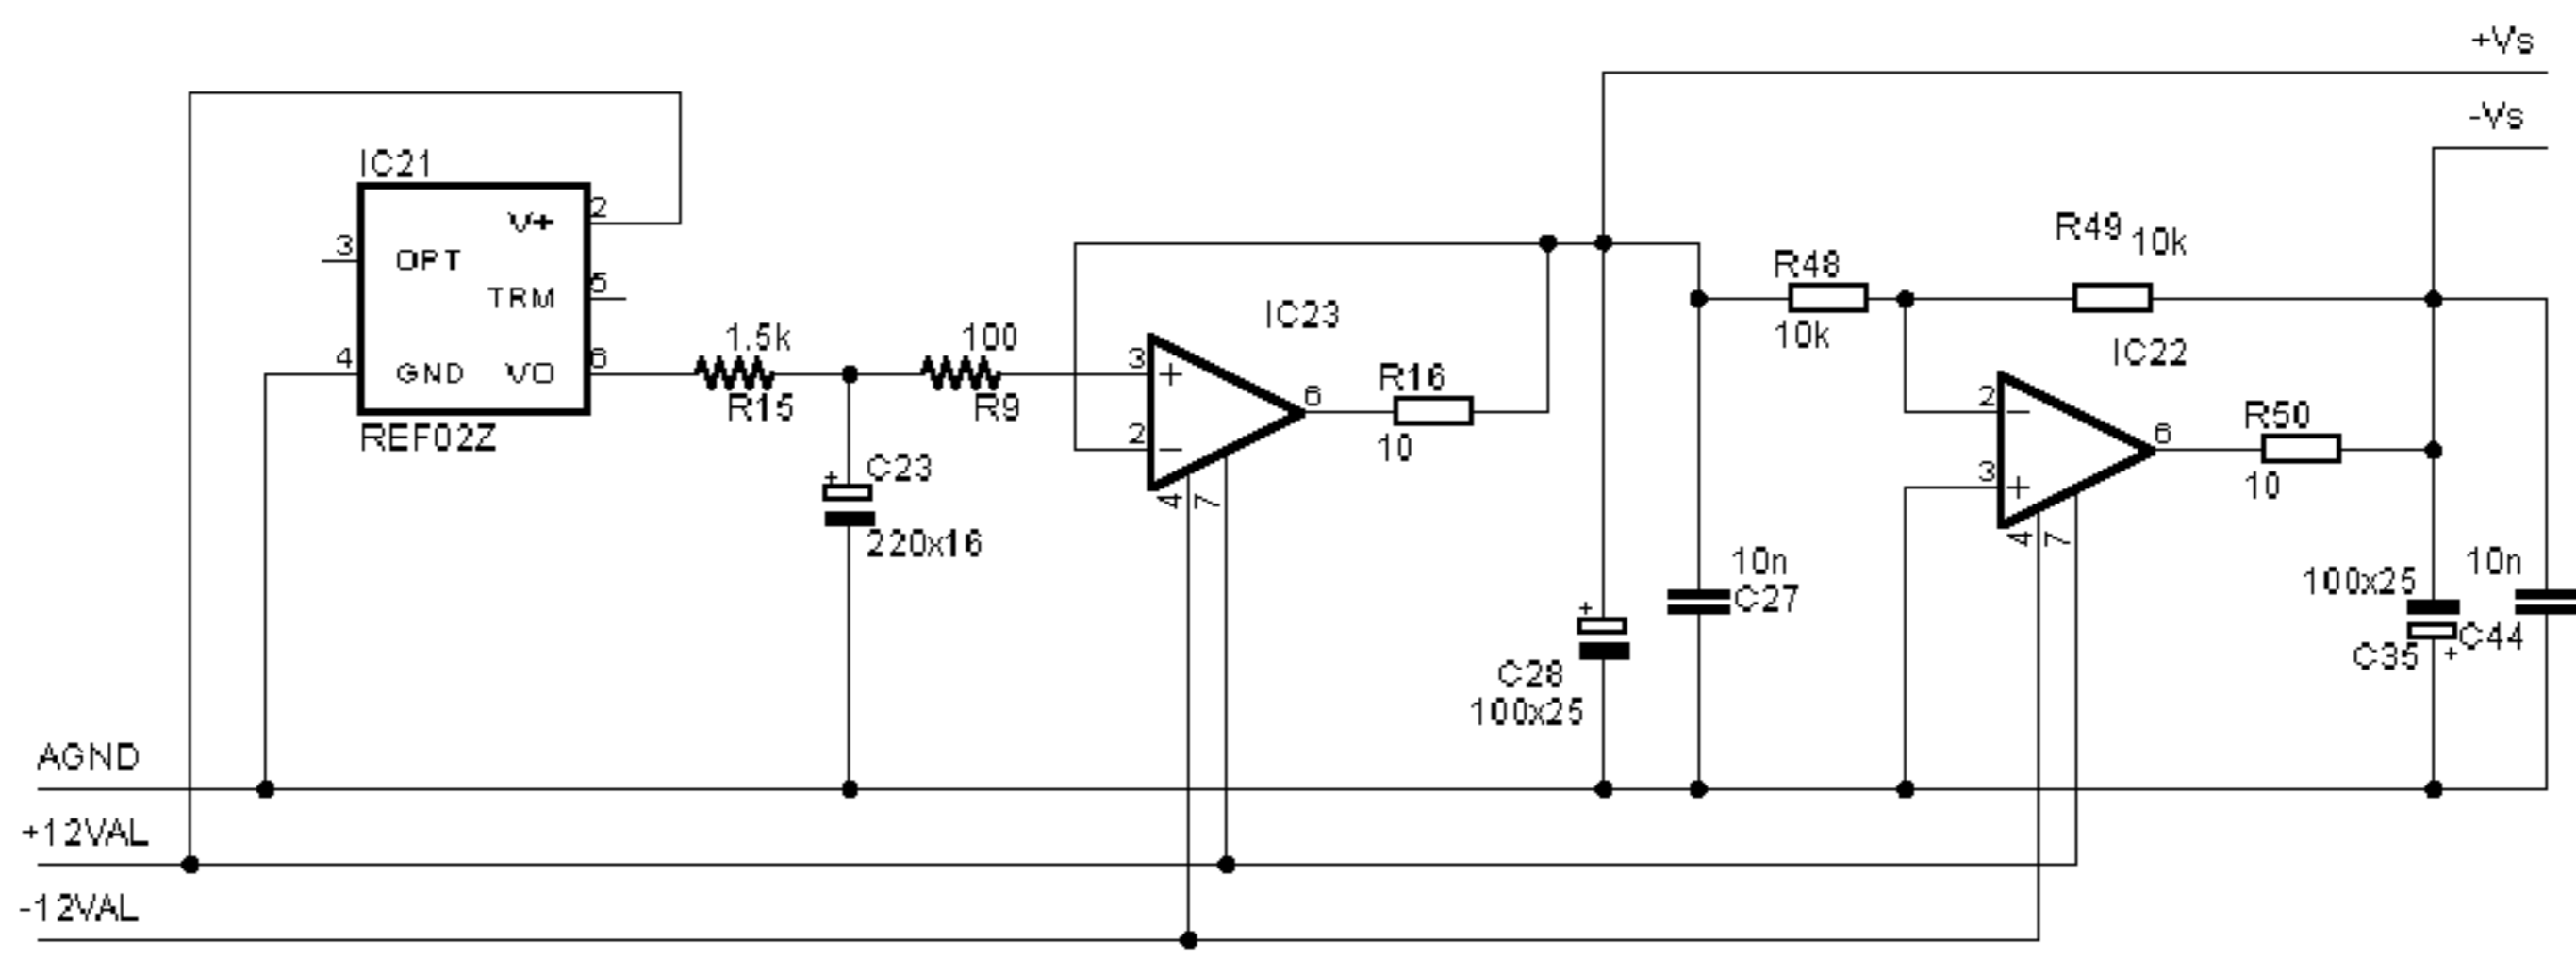 +Vs
-Vs
IC21
2
V+
3
OPT
5
TRM
4
GND
VO
6
REF02Z
1.5k
R15
100
R9
C23
+
220x16
IC23
3
+
2
−
6
4
7
R16
10
R48
10k
R49
10k
IC22
2
−
3
+
6
4
7
R50
10
10n
C27
+
C28
100x25
100x25
C35
+
10n
C44
AGND
+12VAL
-12VAL